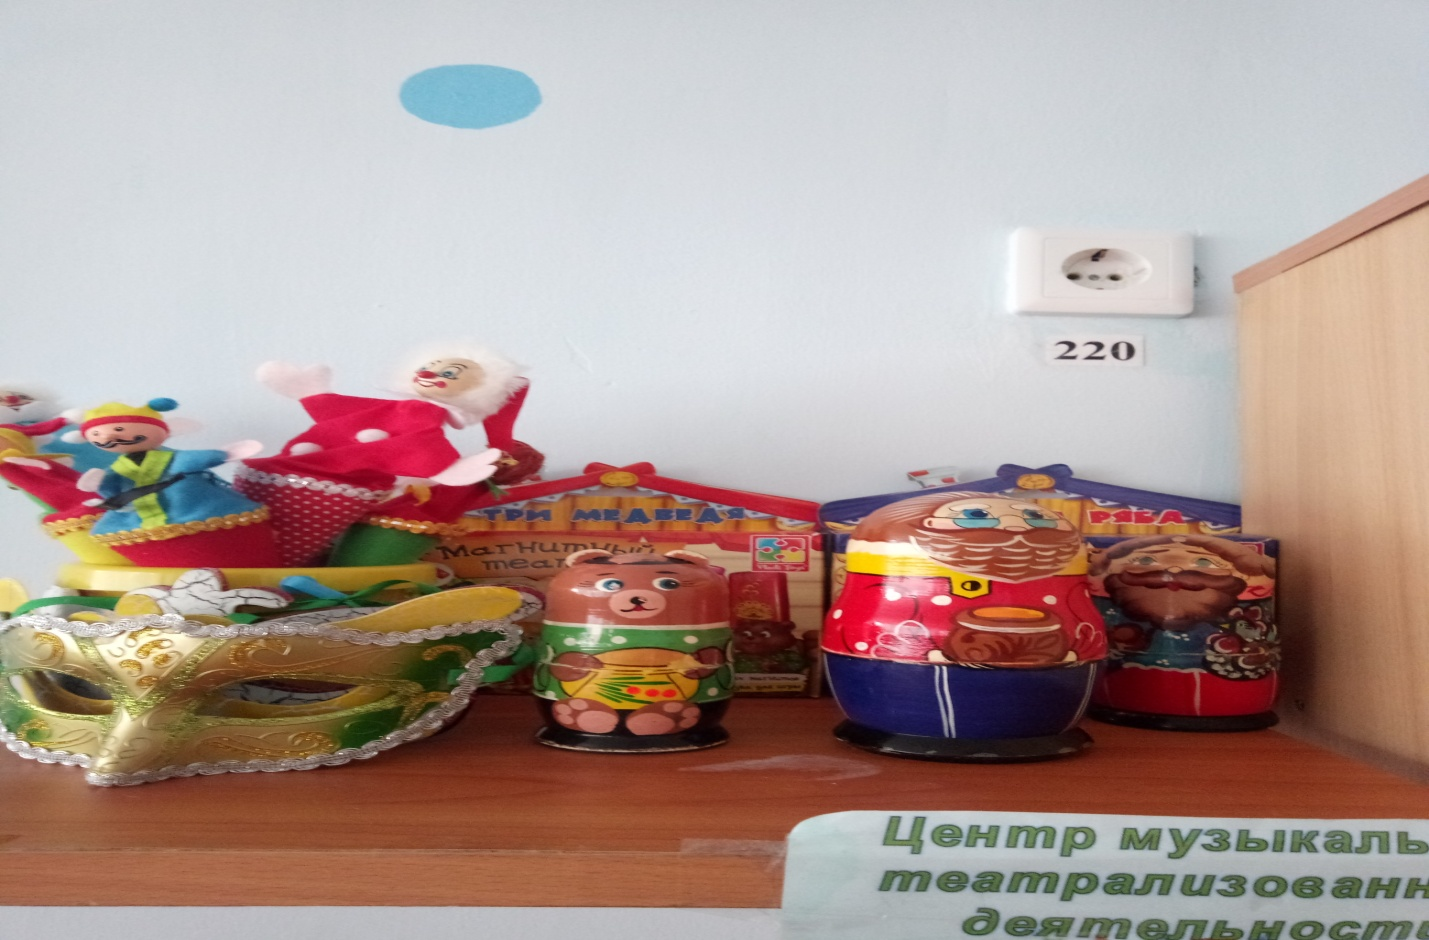 220
ТРИ МЕДВЕДЯ
РЯБА
Магнитный
Центр музыкаль
театрализованн
деятельност